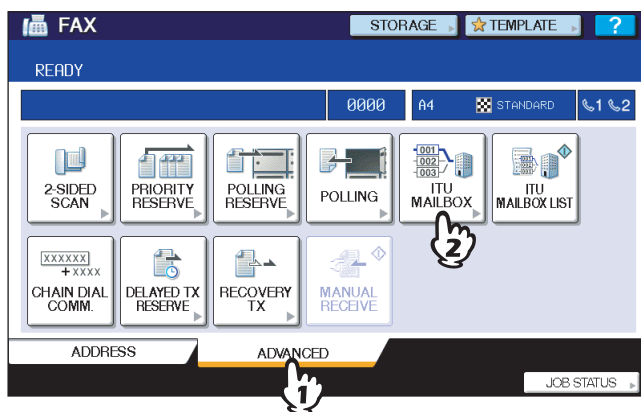 FAX
STORAGE
TEMPLATE
?
READY
0000
A4
STANDARD
1
2
2-SIDED
SCAN
PRIORITY
RESERVE
POLLING
RESERVE
POLLING
001
002
003
ITU
MAILBOX
ITU
MAILBOX LIST
2
XXXXXX
+XXXX
CHAIN DIAL
COMM.
DELAYED TX
RESERVE
RECOVERY
TX
MANUAL
RECEIVE
ADDRESS
ADVANCED
1
JOB STATUS